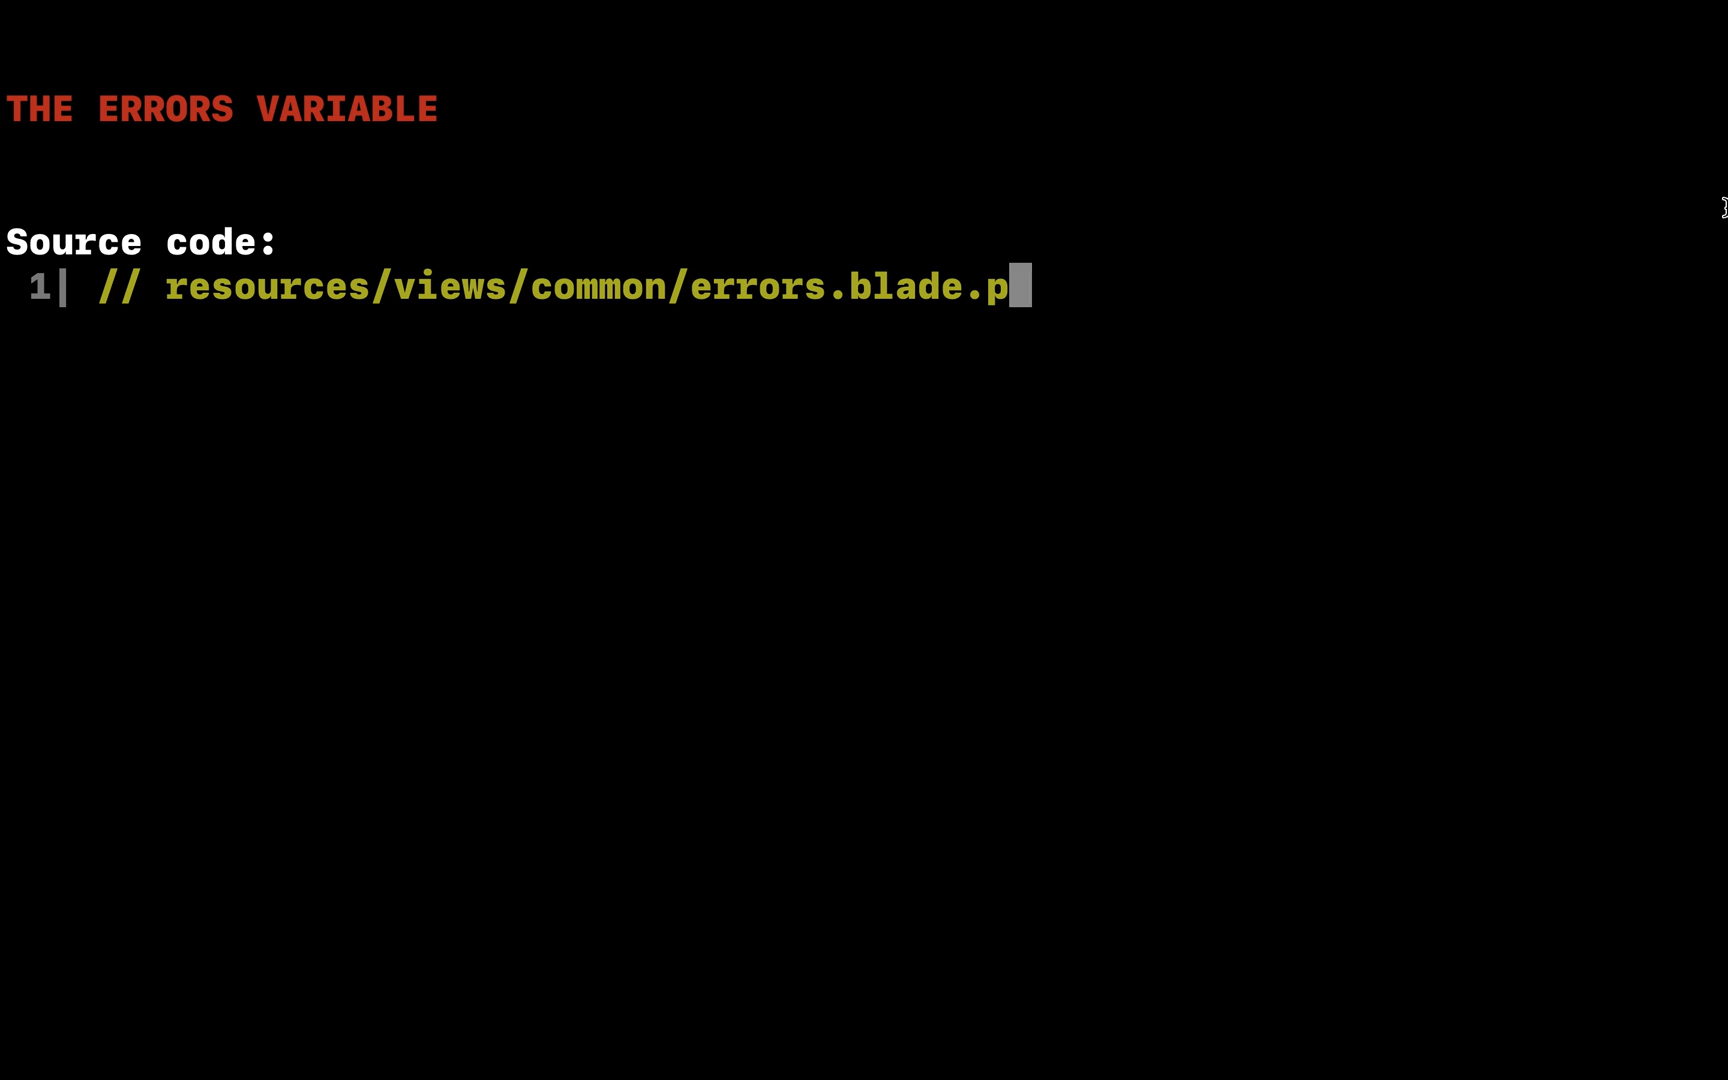 THE ERRORS VARIABLE
Source code:
1| // resources/views/common/errors.blade.p